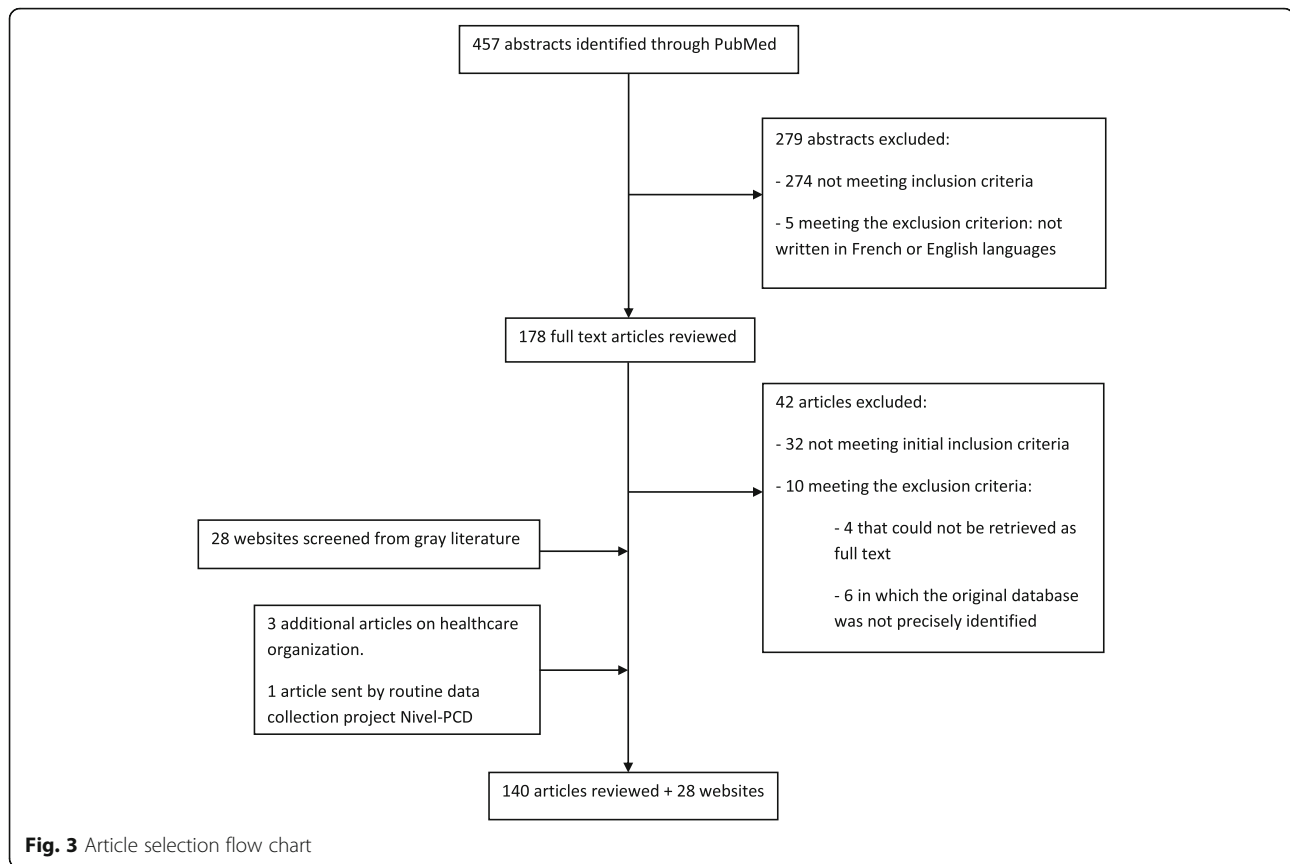 457 abstracts identified through PubMed
279 abstracts excluded:
- 274 not meeting inclusion criteria
- 5 meeting the exclusion criterion: not
written in French or English languages
178 full text articles reviewed
42 articles excluded:
- 32 not meeting initial inclusion criteria
- 10 meeting the exclusion criteria:
- 4 that could not be retrieved as
full text
- 6 in which the original database
was not precisely identified
28 websites screened from gray literature
3 additional articles on healthcare
organization.
1 article sent by routine data
collection project Nivel-PCD
140 articles reviewed + 28 websites
Fig. 3 Article selection flow chart